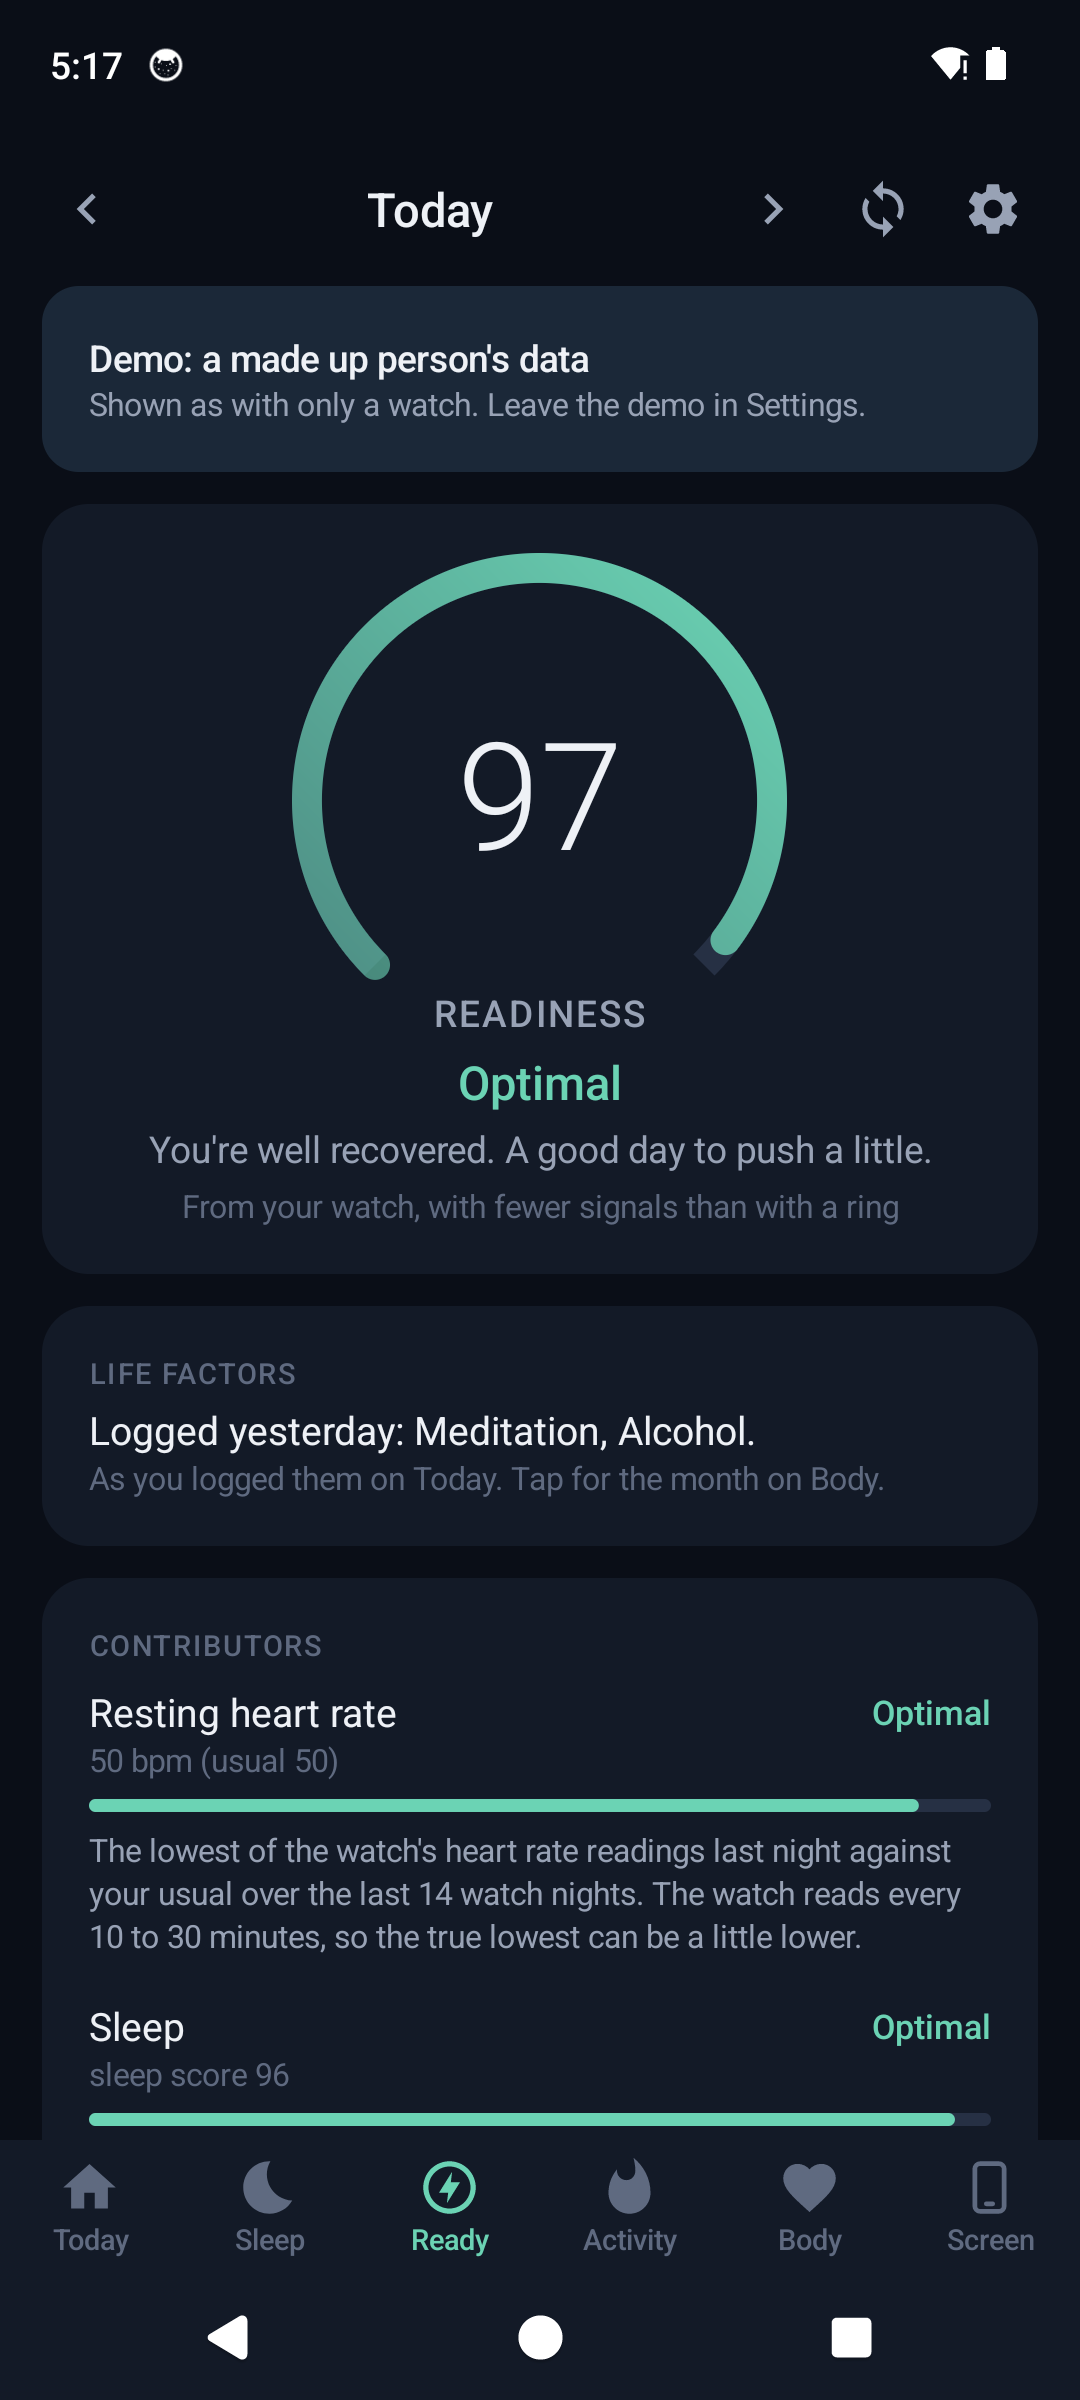 5:17
Today
Demo: a made up person's data
Shown as with only a watch. Leave the demo in Settings.
97
READINESS
Optimal
You're well recovered. A good day to push a little.
From your watch, with fewer signals than with a ring
LIFE FACTORS
Logged yesterday: Meditation, Alcohol.
As you logged them on Today. Tap for the month on Body.
CONTRIBUTORS
Resting heart rate
Optimal
50 bpm (usual 50)
The lowest of the watch's heart rate readings last night against
your usual over the last 14 watch nights. The watch reads every
10 to 30 minutes, so the true lowest can be a little lower.
Sleep
Optimal
sleep score 96
Today
Sleep
Ready
Activity
Body
Screen